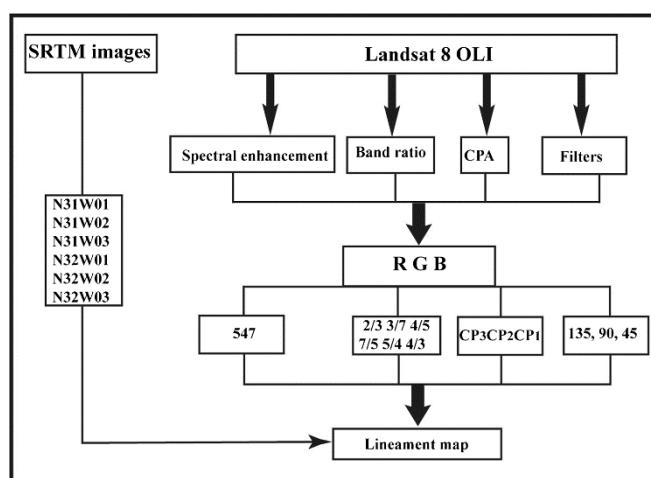 SRTM images
Landsat 8 OLI
Spectral enhancement
Band ratio
CPA
Filters
N31W01
N31W02
N31W03
N32W01
N32W02
N32W03
R G B
547
2/3 3/7 4/5
7/5 5/4 4/3
CP3CP2CP1
135, 90, 45
Lineament map